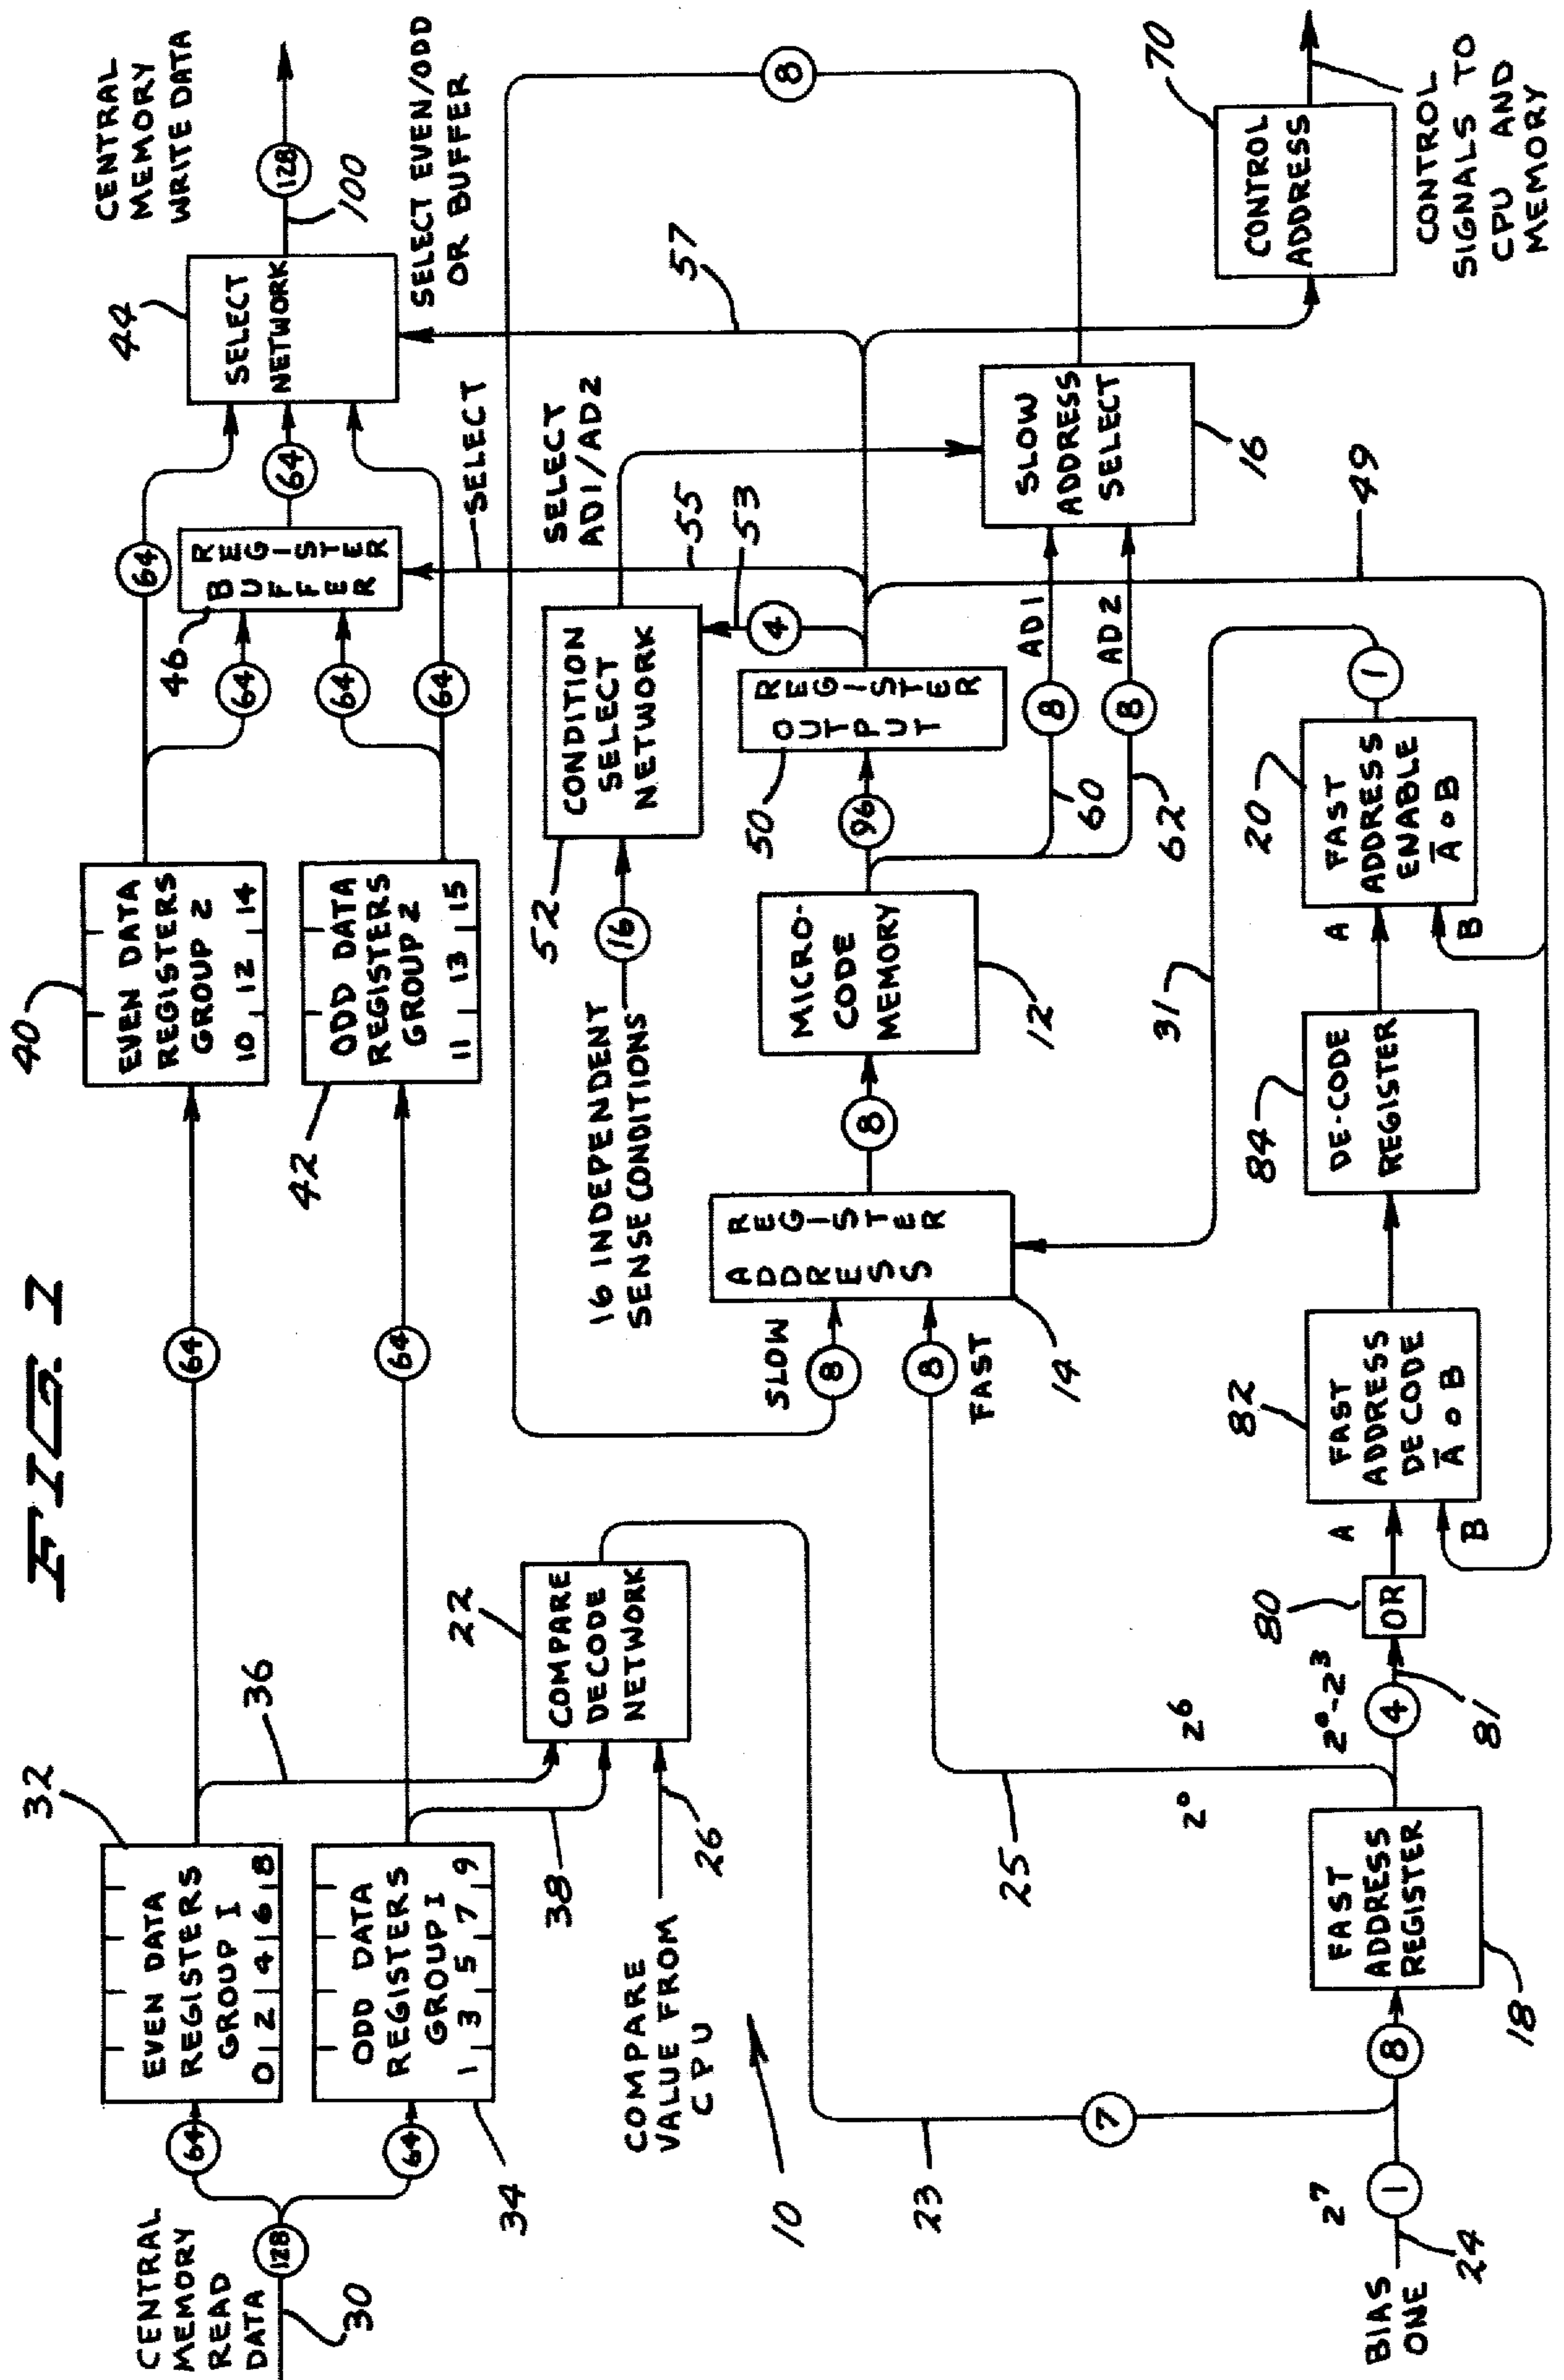 FIG. I
CENTRAL
MEMORY
READ
DATA
128
30
64
64
32
EVEN DATA
REGISTERS
GROUP I
0 2 4 6 8
ODD DATA
REGISTERS
GROUP I
1 3 5 7 9
34
36
38
64
64
40
EVEN DATA
REGISTERS
GROUP 2
10 12 14
ODD DATA
REGISTERS
GROUP 2
11 13 15
42
64
64
64
64
46
REGISTER
BUFFER
64
44
SELECT
NETWORK
CENTRAL
MEMORY
WRITE DATA
128
100
SELECT EVEN/ODD
OR BUFFER
COMPARE
VALUE FROM
CPU
26
22
COMPARE
DECODE
NETWORK
10
23
7
16 INDEPENDENT
SENSE CONDITIONS
16
52
CONDITION
SELECT
NETWORK
SELECT
AD1/AD2
SELECT
57
55
53
4
8
SLOW
8
FAST
8
14
REGISTER
ADDRESS
8
MICRO-
CODE
MEMORY
12
96
50
REGISTER
OUTPUT
60
62
8
8
AD1
AD2
SLOW
ADDRESS
SELECT
16
70
CONTROL
ADDRESS
CONTROL
SIGNALS TO
CPU AND
MEMORY
BIAS
ONE
2⁷
1
24
8
FAST
ADDRESS
REGISTER
18
25
2⁰
2⁶
2⁰-2³
4
81
80
OR
A
B
82
FAST
ADDRESS
DECODE
A̅ ∘ B
84
DE-CODE
REGISTER
31
A
B
20
FAST
ADDRESS
ENABLE
A̅ ∘ B
1
49